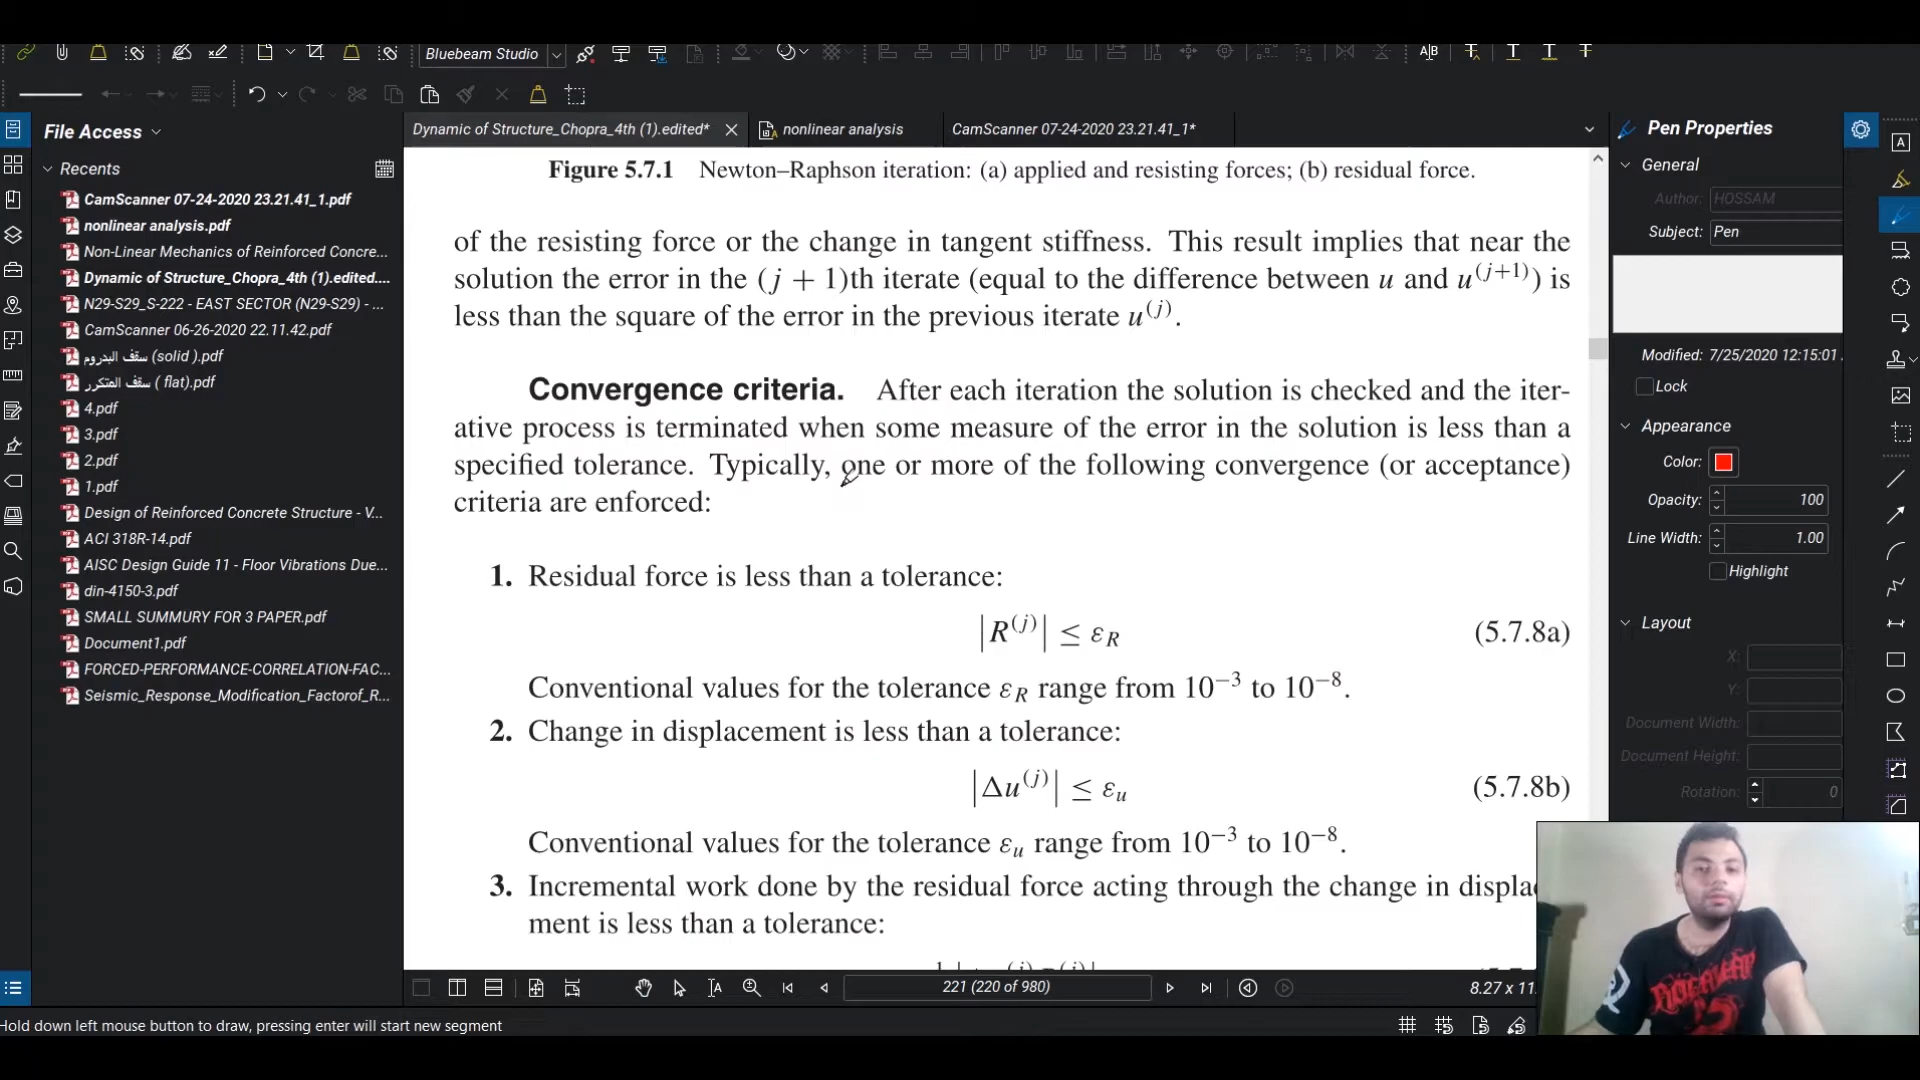 Bluebeam Studio
A|B
File Access
Dynamic of Structure_Chopra_4th (1).edited*
nonlinear analysis
CamScanner 07-24-2020 23.21.41_1*
Pen Properties
Recents
CamScanner 07-24-2020 23.21.41_1.pdf
nonlinear analysis.pdf
Non-Linear Mechanics of Reinforced Concre...
Dynamic of Structure_Chopra_4th (1).edited....
N29-S29_S-222 - EAST SECTOR (N29-S29) - ...
CamScanner 06-26-2020 22.11.42.pdf
سقف البدروم (solid ).pdf
سقف المتكرر ( flat).pdf
4.pdf
3.pdf
2.pdf
1.pdf
Design of Reinforced Concrete Structure - V...
ACI 318R-14.pdf
AISC Design Guide 11 - Floor Vibrations Due...
din-4150-3.pdf
SMALL SUMMURY FOR 3 PAPER.pdf
Document1.pdf
FORCED-PERFORMANCE-CORRELATION-FAC...
Seismic_Response_Modification_Factorof_R...
Figure 5.7.1 Newton–Raphson iteration: (a) applied and resisting forces; (b) residual force.
of the resisting force or the change in tangent stiffness. This result implies that near the
solution the error in the (j + 1)th iterate (equal to the difference between u and u^(j+1)) is
less than the square of the error in the previous iterate u^(j).
Convergence criteria. After each iteration the solution is checked and the iter-
ative process is terminated when some measure of the error in the solution is less than a
specified tolerance. Typically, one or more of the following convergence (or acceptance)
criteria are enforced:
1. Residual force is less than a tolerance:
|R^(j)| ≤ ε_R (5.7.8a)
Conventional values for the tolerance ε_R range from 10^−3 to 10^−8.
2. Change in displacement is less than a tolerance:
|Δu^(j)| ≤ ε_u (5.7.8b)
Conventional values for the tolerance ε_u range from 10^−3 to 10^−8.
3. Incremental work done by the residual force acting through the change in displa
ment is less than a tolerance:
General
Author: HOSSAM
Subject: Pen
Modified: 7/25/2020 12:15:01
Lock
Appearance
Color:
Opacity: 100
Line Width: 1.00
Highlight
Layout
X:
Y:
Document Width:
Document Height:
Rotation: 0
221 (220 of 980)
8.27 x 11.
Hold down left mouse button to draw, pressing enter will start new segment